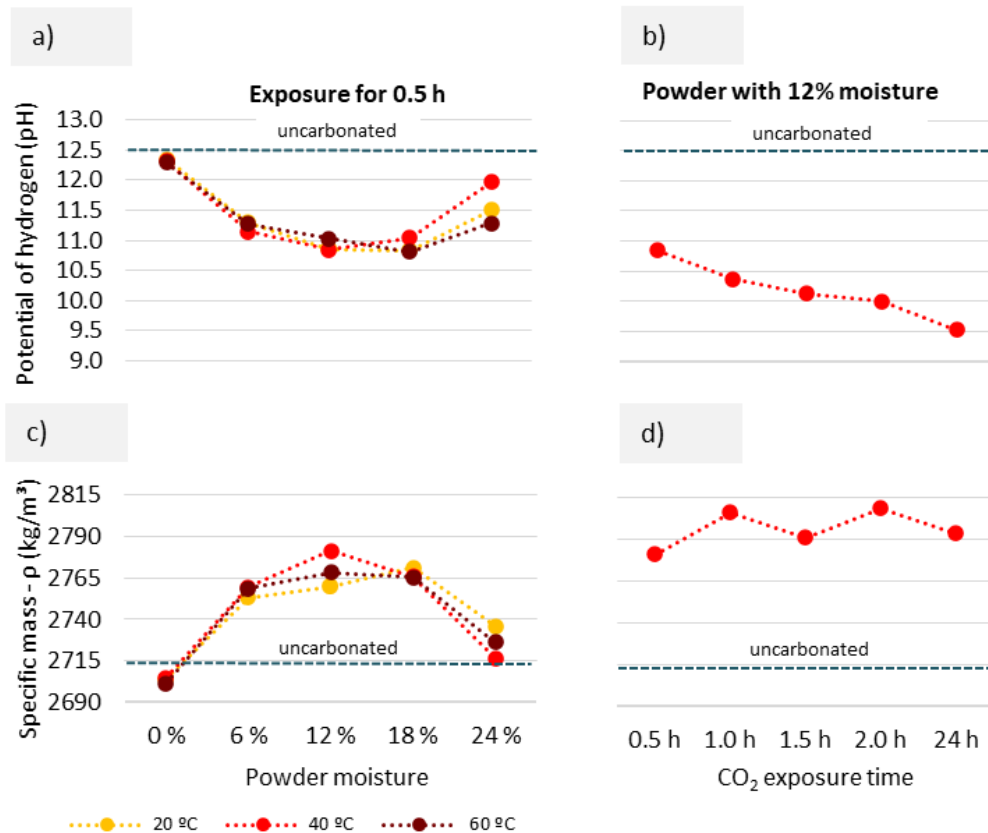 a)
b)
Exposure for 0.5 h
Powder with 12% moisture
Potential of hydrogen (pH)
13.0
12.5
12.0
11.5
11.0
10.5
10.0
9.5
9.0
uncarbonated
uncarbonated
c)
d)
Specific mass - ρ (kg/m³)
2815
2790
2765
2740
2715
2690
uncarbonated
uncarbonated
0 % 6 % 12 % 18 % 24 %
0.5 h 1.0 h 1.5 h 2.0 h 24 h
Powder moisture
CO₂ exposure time
20 ºC 40 ºC 60 ºC